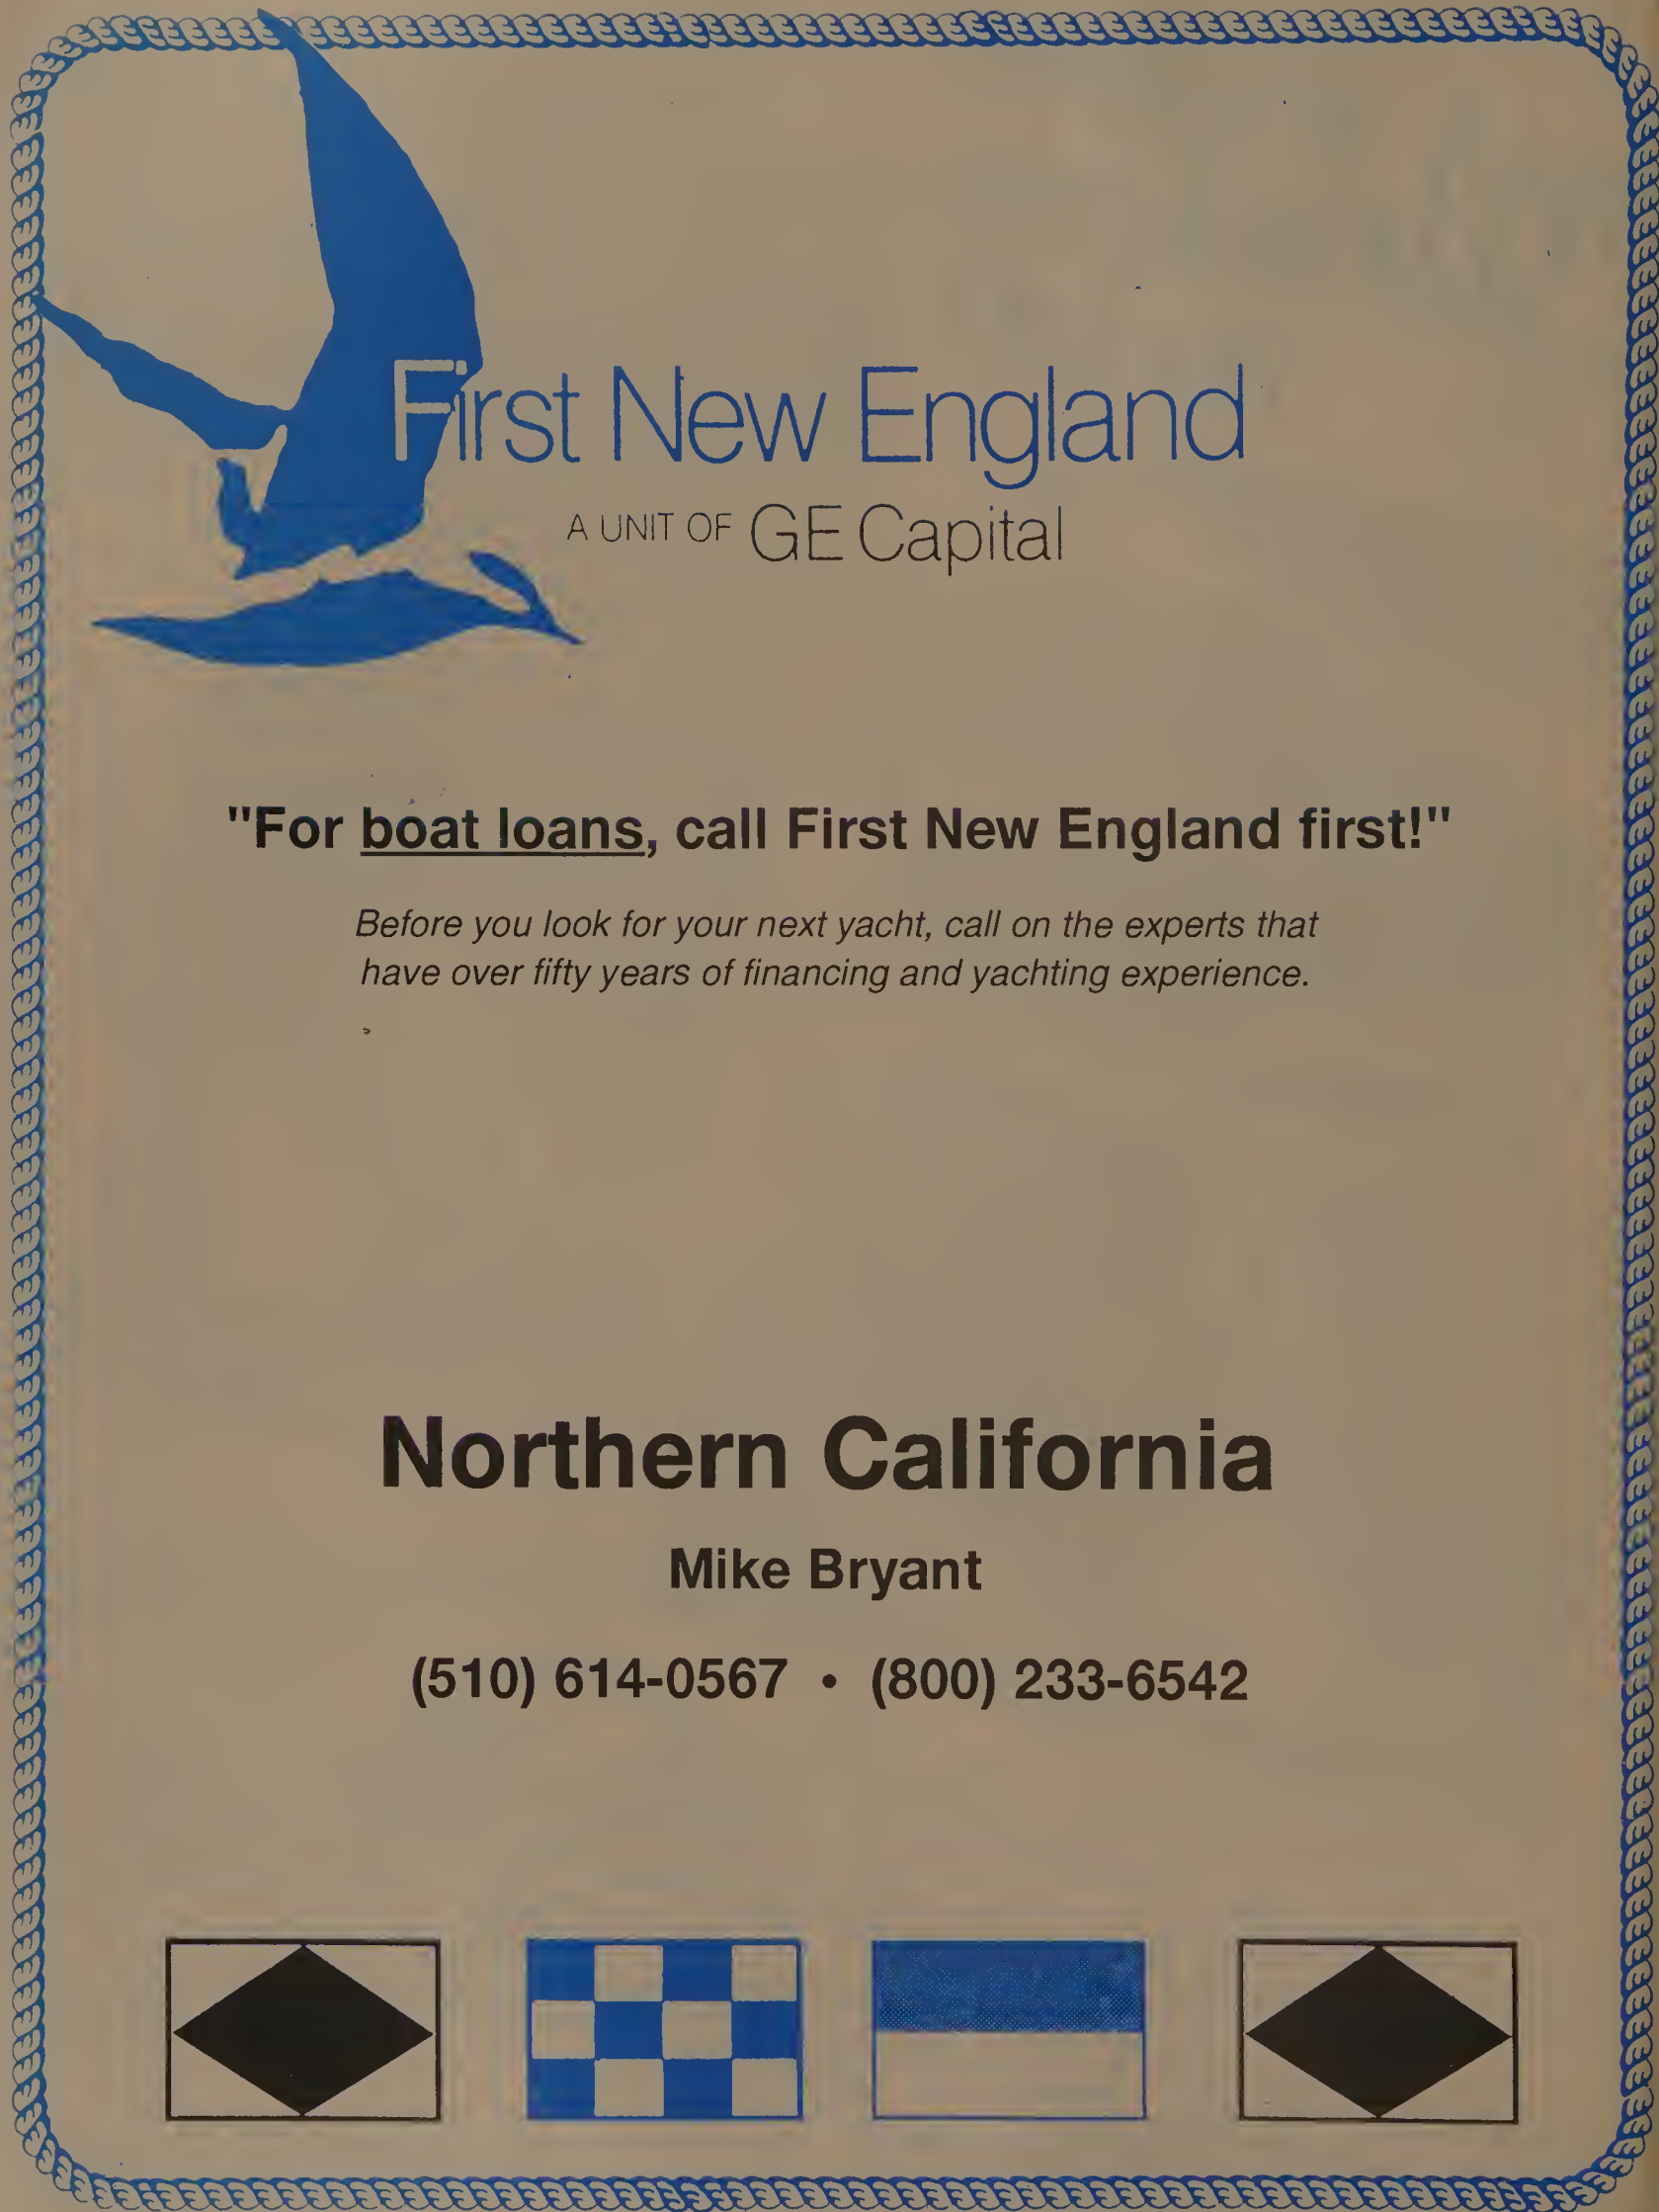 First New England
A UNIT OF GE Capital
"For boat loans, call First New England first!"
Before you look for your next yacht, call on the experts that
have over fifty years of financing and yachting experience.
Northern California
Mike Bryant
(510) 614-0567 • (800) 233-6542